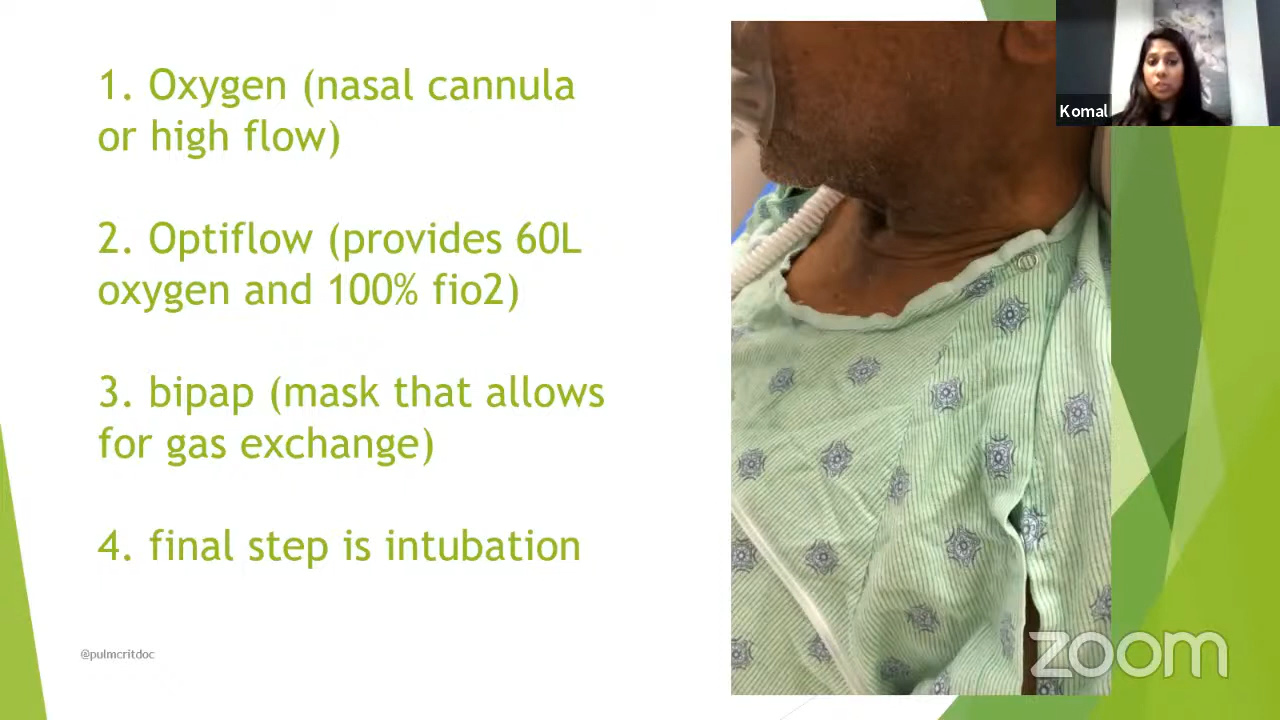 1. Oxygen (nasal cannula
or high flow)
2. Optiflow (provides 60L
oxygen and 100% fio2)
3. bipap (mask that allows
for gas exchange)
4. final step is intubation
@pulmcritdoc
Komal
zoom